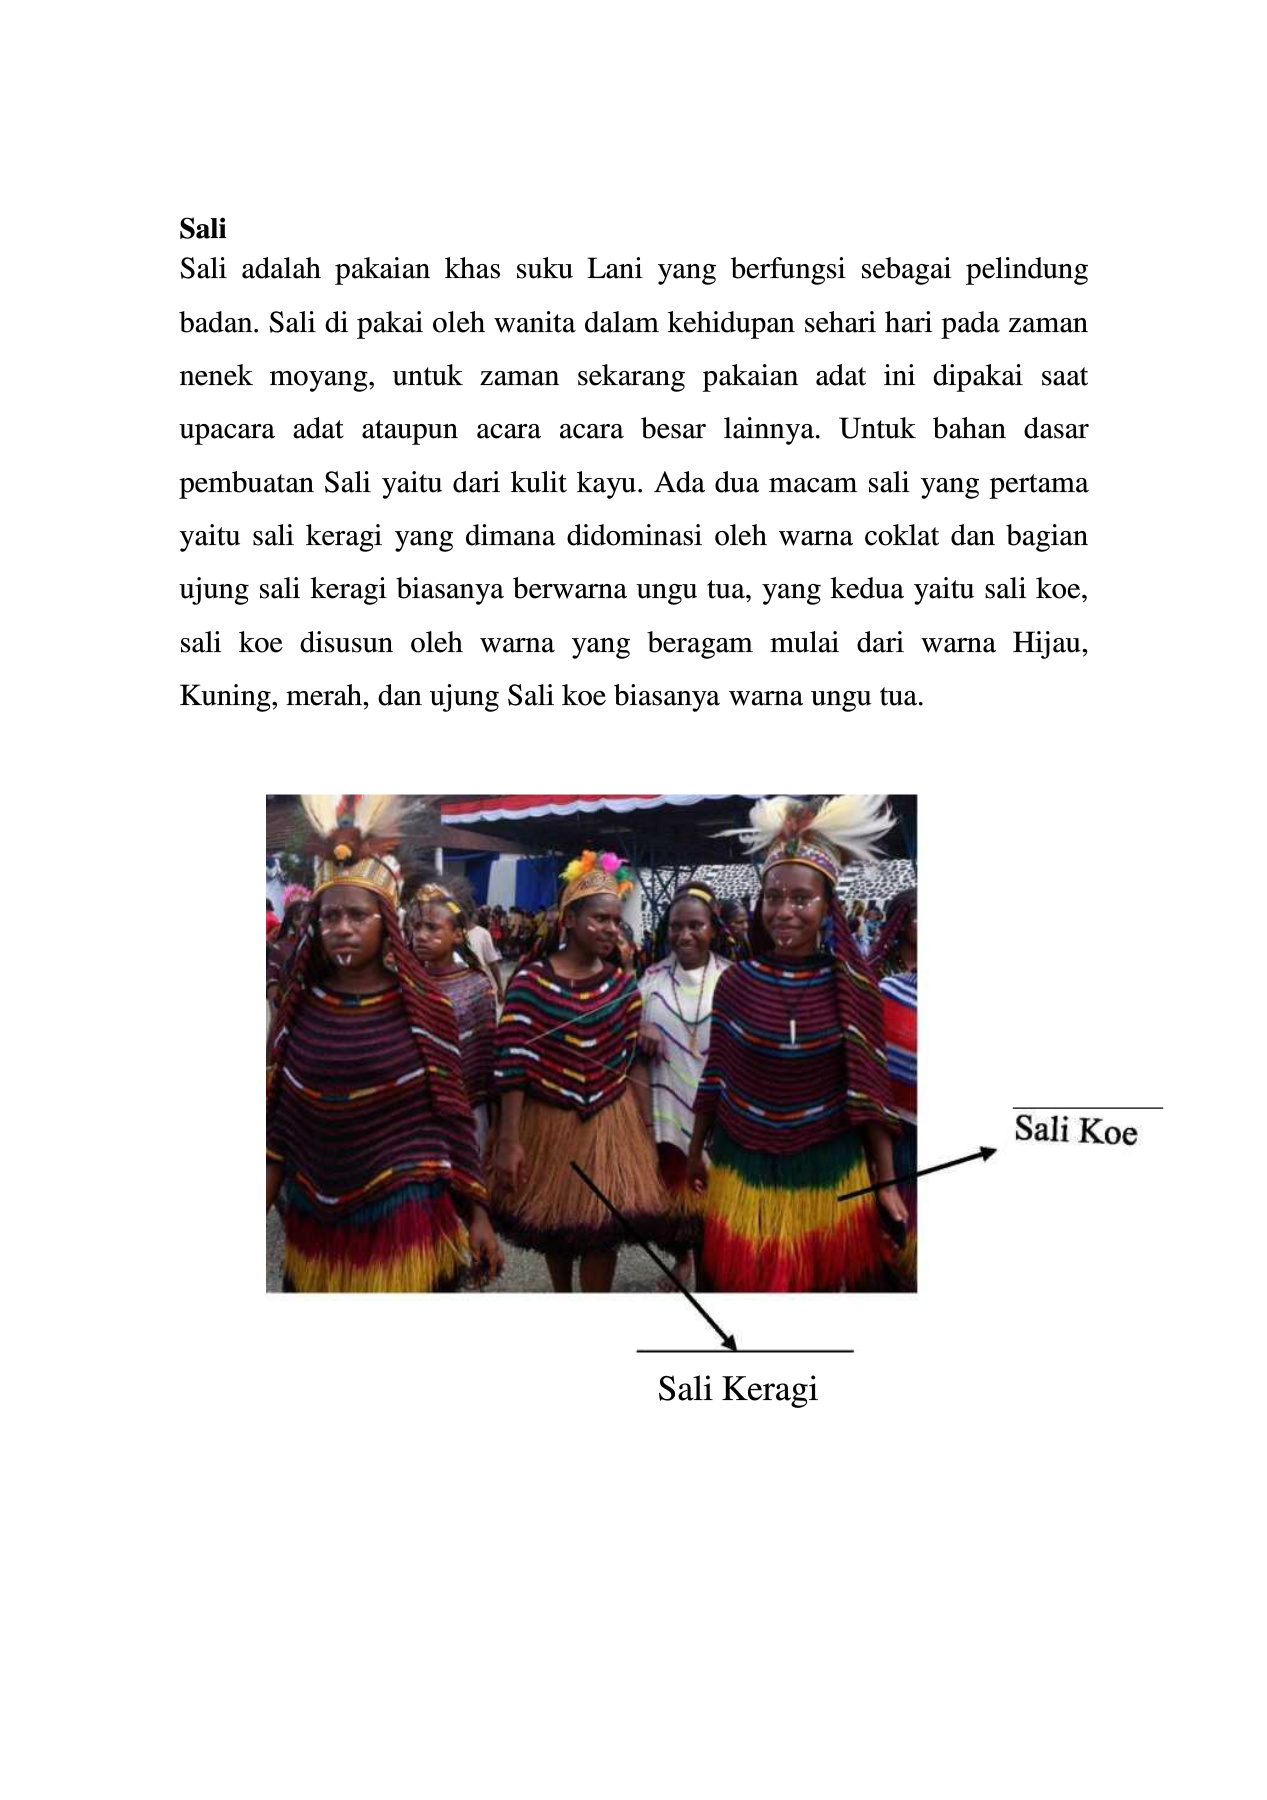 Sali
Sali adalah pakaian khas suku Lani yang berfungsi sebagai pelindung
badan. Sali di pakai oleh wanita dalam kehidupan sehari hari pada zaman
nenek moyang, untuk zaman sekarang pakaian adat ini dipakai saat
upacara adat ataupun acara acara besar lainnya. Untuk bahan dasar
pembuatan Sali yaitu dari kulit kayu. Ada dua macam sali yang pertama
yaitu sali keragi yang dimana didominasi oleh warna coklat dan bagian
ujung sali keragi biasanya berwarna ungu tua, yang kedua yaitu sali koe,
sali koe disusun oleh warna yang beragam mulai dari warna Hijau,
Kuning, merah, dan ujung Sali koe biasanya warna ungu tua.
Sali Koe
Sali Keragi